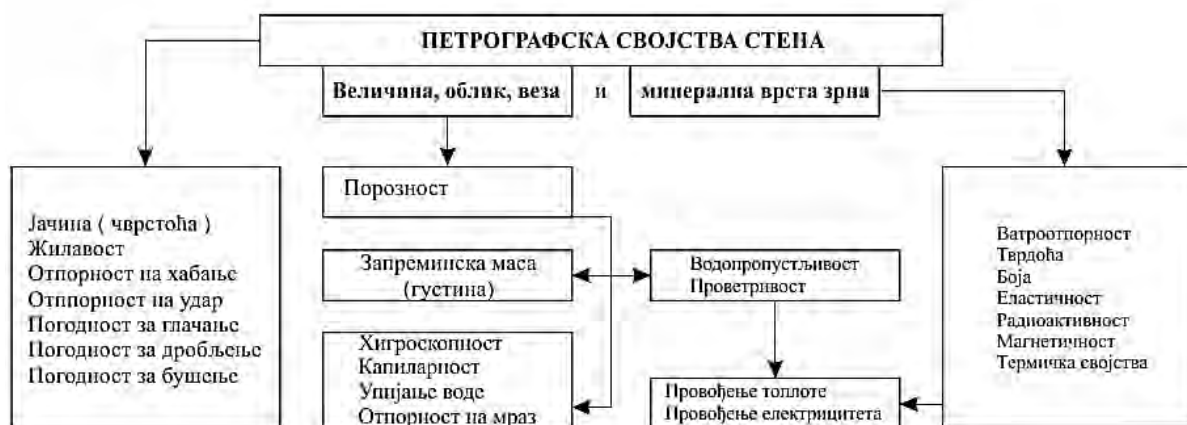 ПЕТРОГРАФСКА СВОЈСТВА СТЕНА
Величина, облик, веза и минерална врста зрна
Јачина ( чврстоћа )
Жилавост
Отпорност на хабање
Отппорност на удар
Погодност за глачање
Погодност за дробљење
Погодност за бушење
Порозност
Запреминска маса
(густина)
Хигроскопност
Капиларност
Упијање воде
Отпорност на мраз
Водопропустљивост
Проветривост
Провођење топлоте
Провођење електрицитета
Ватроотпорност
Тврдоћа
Боја
Еластичност
Радиоактивност
Магнетичност
Термичка својства